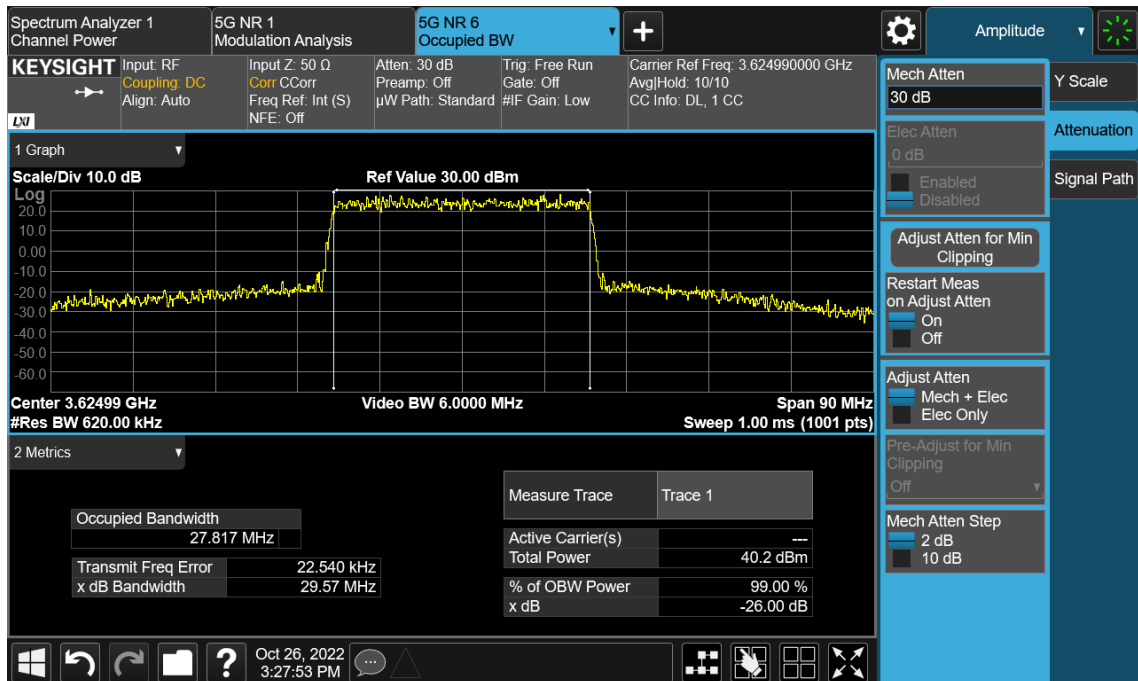 Spectrum Analyzer 1
Channel Power
5G NR 1
Modulation Analysis
5G NR 6
Occupied BW
Amplitude
KEYSIGHT
LXI
Input: RF
Coupling: DC
Align: Auto
Input Z: 50 Ω
Corr CCorr
Freq Ref: Int (S)
NFE: Off
Atten: 30 dB
Preamp: Off
µW Path: Standard
Trig: Free Run
Gate: Off
#IF Gain: Low
Carrier Ref Freq: 3.624990000 GHz
Avg|Hold: 10/10
CC Info: DL, 1 CC
1 Graph
Scale/Div 10.0 dB
Ref Value 30.00 dBm
Log
20.0
10.0
0.00
-10.0
-20.0
-30.0
-40.0
-50.0
-60.0
Center 3.62499 GHz
#Res BW 620.00 kHz
Video BW 6.0000 MHz
Span 90 MHz
Sweep 1.00 ms (1001 pts)
2 Metrics
Occupied Bandwidth
27.817 MHz
Transmit Freq Error 22.540 kHz
x dB Bandwidth 29.57 MHz
Measure Trace Trace 1
Active Carrier(s) ---
Total Power 40.2 dBm
% of OBW Power 99.00 %
x dB -26.00 dB
Mech Atten
30 dB
Elec Atten
0 dB
Enabled
Disabled
Adjust Atten for Min
Clipping
Restart Meas
on Adjust Atten
On
Off
Adjust Atten
Mech + Elec
Elec Only
Pre-Adjust for Min
Clipping
Off
Mech Atten Step
2 dB
10 dB
Y Scale
Attenuation
Signal Path
?
Oct 26, 2022
3:27:53 PM